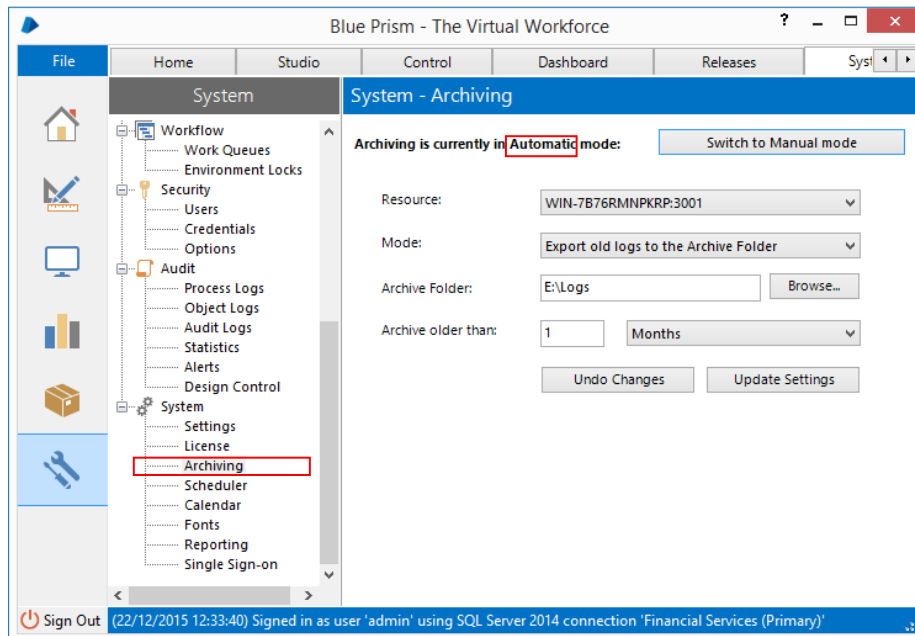 Blue Prism - The Virtual Workforce
?
File
Home
Studio
Control
Dashboard
Releases
Syst
System
System - Archiving
Workflow
Work Queues
Environment Locks
Security
Users
Credentials
Options
Audit
Process Logs
Object Logs
Audit Logs
Statistics
Alerts
Design Control
System
Settings
License
Archiving
Scheduler
Calendar
Fonts
Reporting
Single Sign-on
Archiving is currently in Automatic mode:
Switch to Manual mode
Resource:
WIN-7B76RMNPKRP:3001
Mode:
Export old logs to the Archive Folder
Archive Folder:
E:\Logs
Browse...
Archive older than:
1
Months
Undo Changes
Update Settings
Sign Out
(22/12/2015 12:33:40) Signed in as user 'admin' using SQL Server 2014 connection 'Financial Services (Primary)'